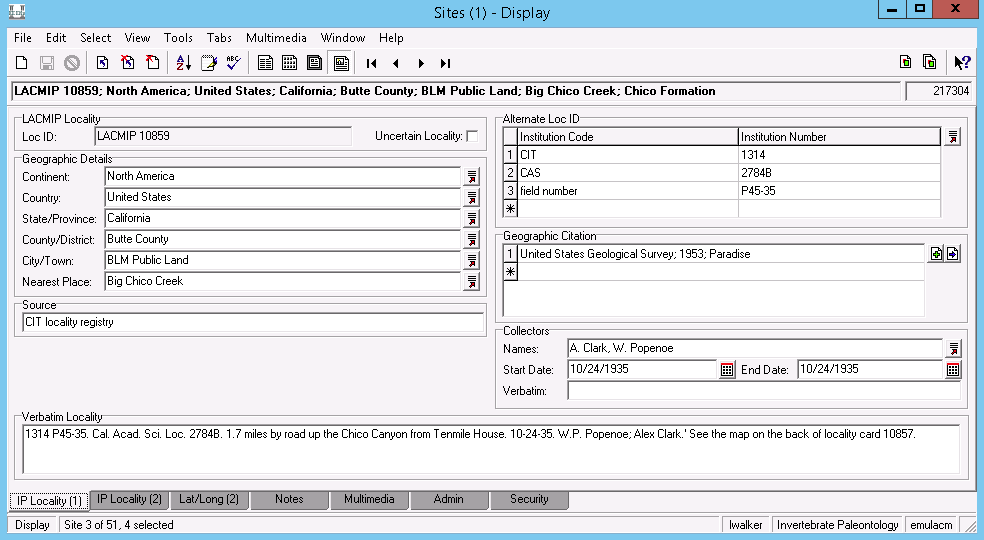 Sites (1) - Display
File Edit Select View Tools Tabs Multimedia Window Help
LACMIP 10859; North America; United States; California; Butte County; BLM Public Land; Big Chico Creek; Chico Formation 217304
LACMIP Locality
Loc ID: LACMIP 10859 Uncertain Locality:
Geographic Details
Continent: North America
Country: United States
State/Province: California
County/District: Butte County
City/Town: BLM Public Land
Nearest Place: Big Chico Creek
Source
CIT locality registry
Alternate Loc ID
Institution Code Institution Number
1 CIT 1314
2 CAS 2784B
3 field number P45-35
*
Geographic Citation
1 United States Geological Survey; 1953; Paradise
*
Collectors
Names: A. Clark, W. Popenoe
Start Date: 10/24/1935 End Date: 10/24/1935
Verbatim:
Verbatim Locality
1314 P45-35. Cal. Acad. Sci. Loc. 2784B. 1.7 miles by road up the Chico Canyon from Tenmile House. 10-24-35. W.P. Popenoe; Alex Clark.' See the map on the back of locality card 10857.
IP Locality (1) IP Locality (2) Lat/Long (2) Notes Multimedia Admin Security
Display Site 3 of 51, 4 selected lwalker Invertebrate Paleontology emulacm